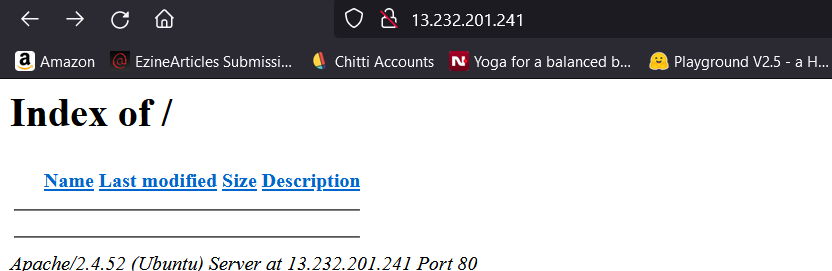 13.232.201.241
Amazon @ EzineArticles Submissi... Chitti Accounts N Yoga for a balanced b... Playground V2.5 - a H...
Index of /
Name Last modified Size Description
Apache/2.4.52 (Ubuntu) Server at 13.232.201.241 Port 80